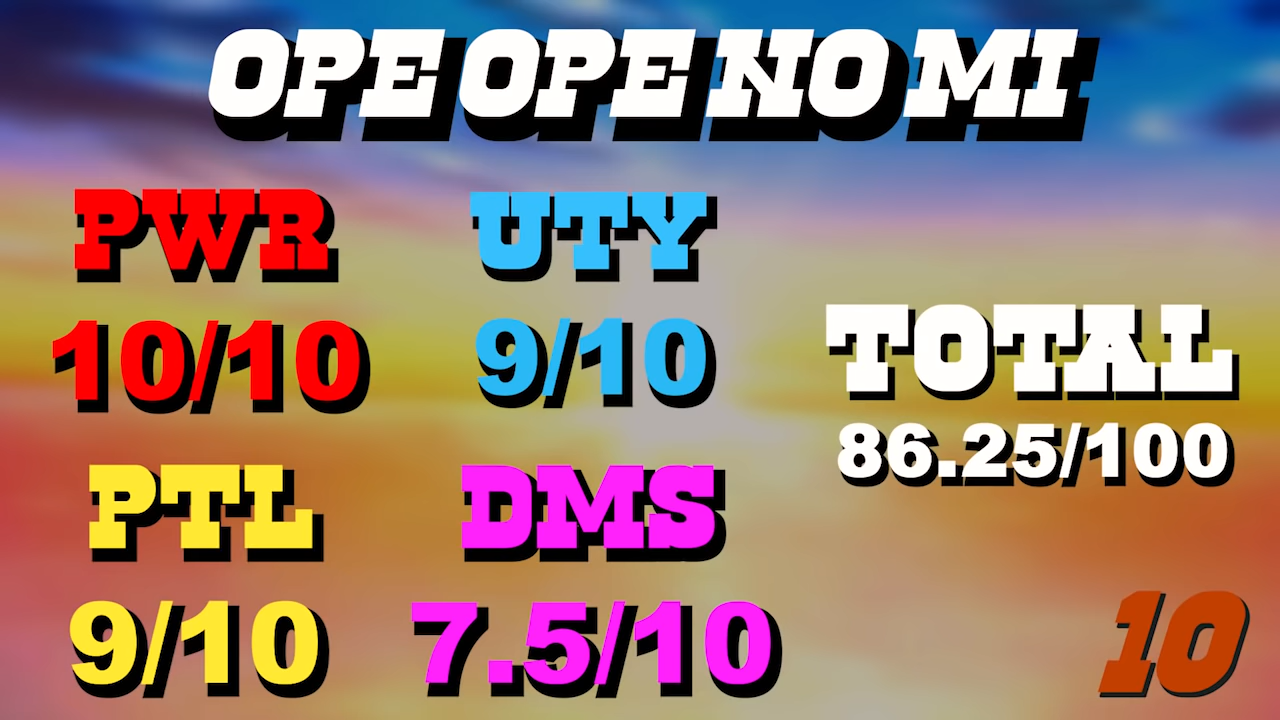 OPE OPE NO MI
PWR
10/10
UTY
9/10
PTL
9/10
DMS
7.5/10
TOTAL
86.25/100
10